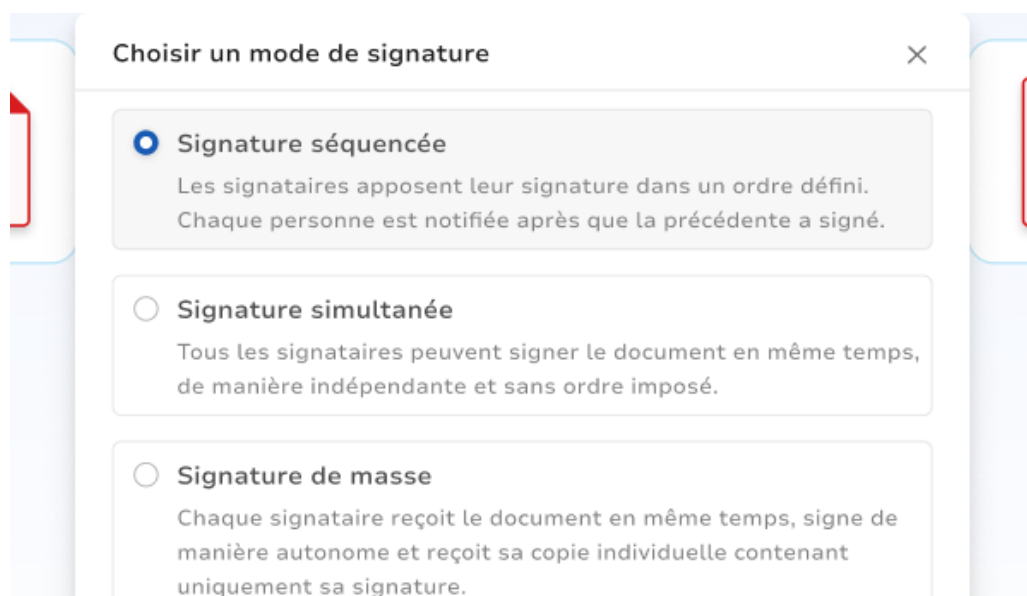 Choisir un mode de signature
Signature séquencée
Les signataires apposent leur signature dans un ordre défini.
Chaque personne est notifiée après que la précédente a signé.
Signature simultanée
Tous les signataires peuvent signer le document en même temps,
de manière indépendante et sans ordre imposé.
Signature de masse
Chaque signataire reçoit le document en même temps, signe de
manière autonome et reçoit sa copie individuelle contenant
uniquement sa signature.